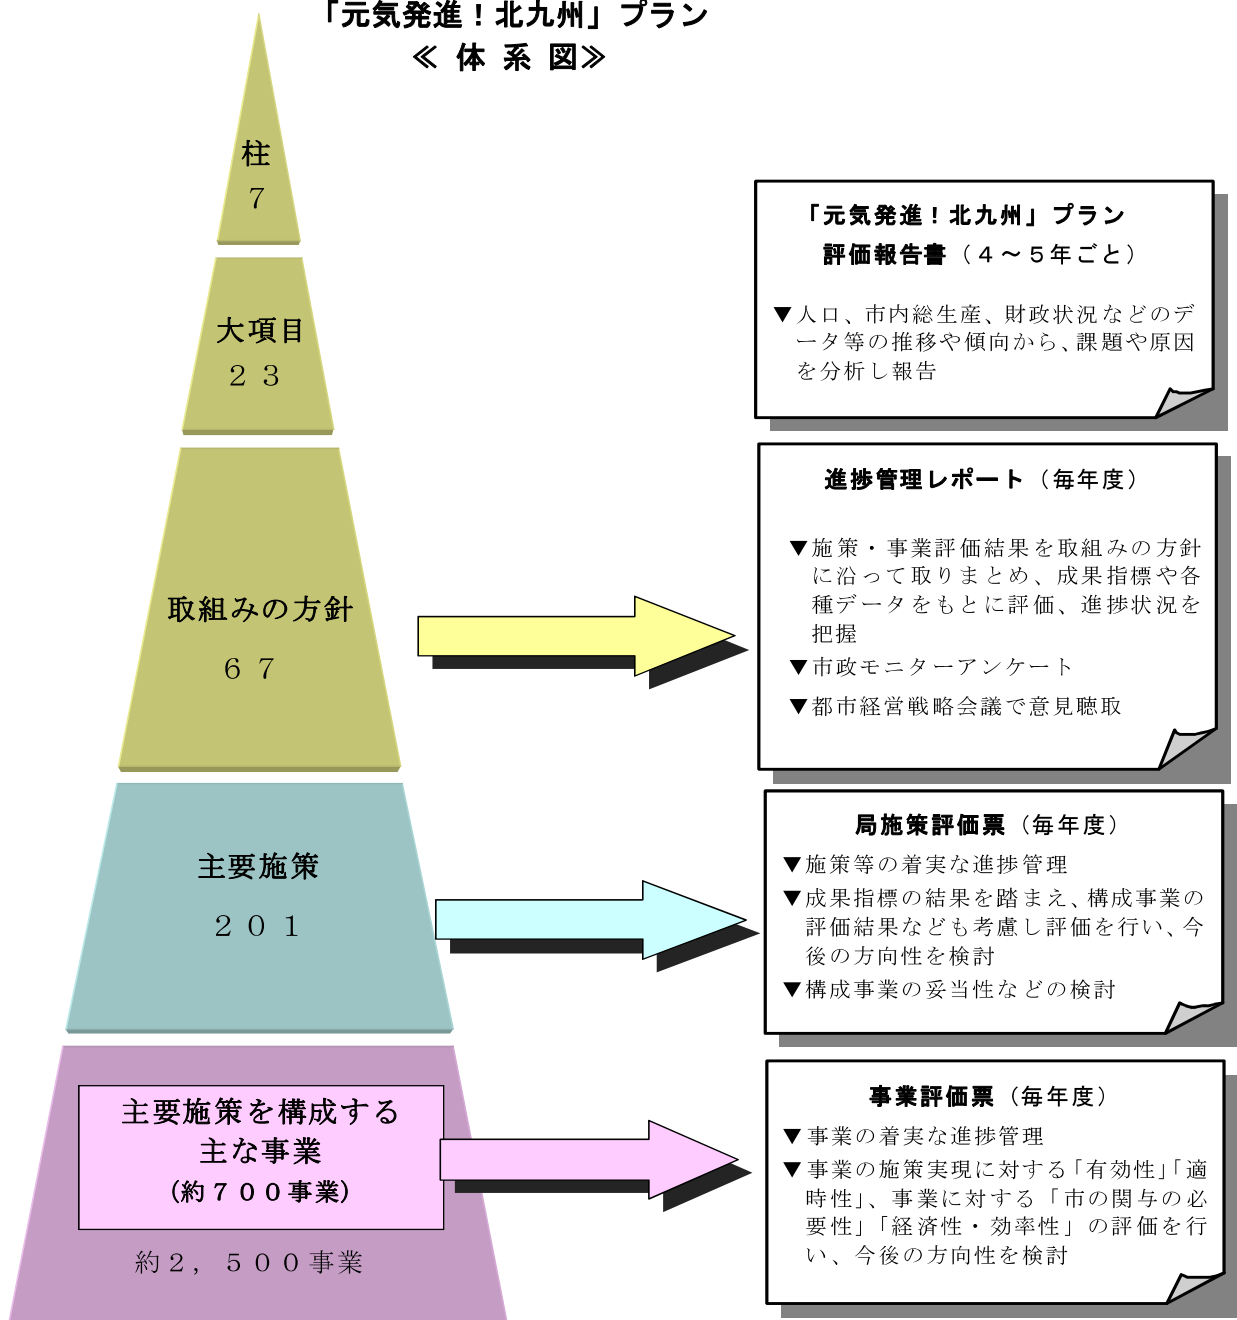 「元気発進！北九州」プラン
≪ 体 系 図≫
柱
７
大項目
２３
取組みの方針
６７
主要施策
２０１
主要施策を構成する
主な事業
（約７００事業）
約２，５００事業
「元気発進！北九州」プラン
評価報告書（４～５年ごと）
▼人口、市内総生産、財政状況などのデ
ータ等の推移や傾向から、課題や原因
を分析し報告
進捗管理レポート（毎年度）
▼施策・事業評価結果を取組みの方針
に沿って取りまとめ、成果指標や各
種データをもとに評価、進捗状況を
把握
▼市政モニターアンケート
▼都市経営戦略会議で意見聴取
局施策評価票（毎年度）
▼施策等の着実な進捗管理
▼成果指標の結果を踏まえ、構成事業の
評価結果なども考慮し評価を行い、今
後の方向性を検討
▼構成事業の妥当性などの検討
事業評価票（毎年度）
▼事業の着実な進捗管理
▼事業の施策実現に対する「有効性」「適
時性」、事業に対する「市の関与の必
要性」「経済性・効率性」の評価を行
い、今後の方向性を検討